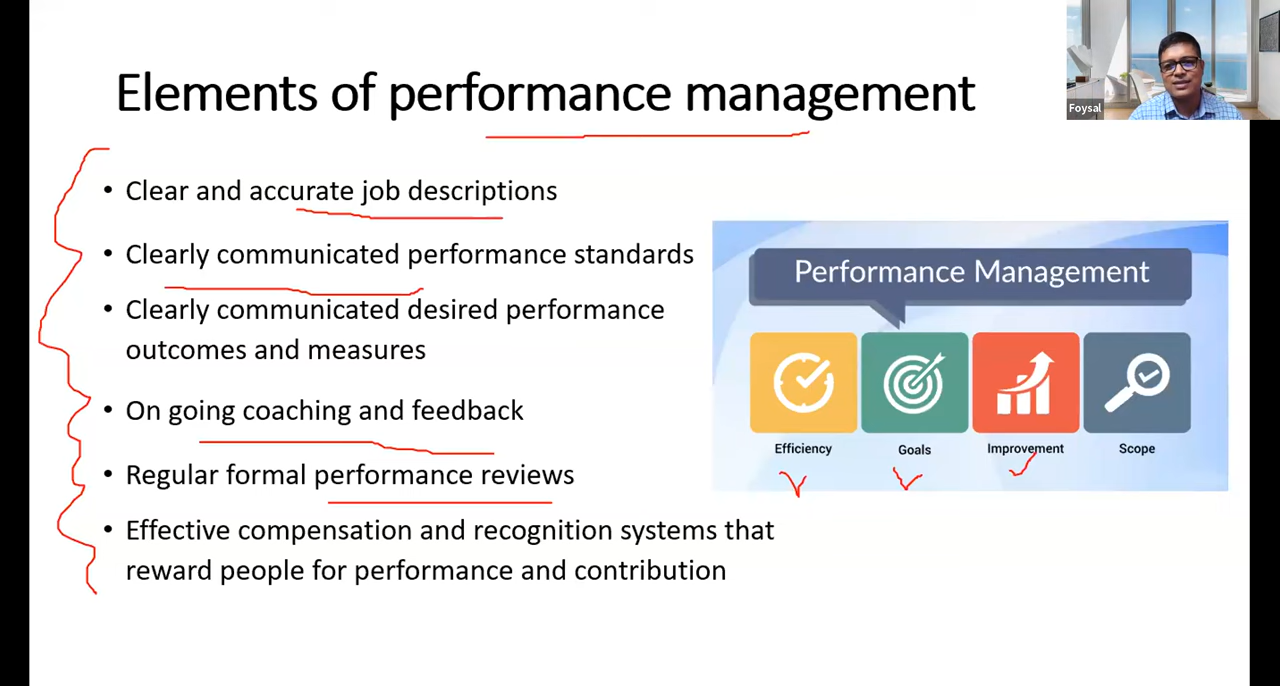 Elements of performance management
Foysal
• Clear and accurate job descriptions
• Clearly communicated performance standards
• Clearly communicated desired performance
outcomes and measures
• On going coaching and feedback
• Regular formal performance reviews
• Effective compensation and recognition systems that
reward people for performance and contribution
Performance Management
Efficiency
Goals
Improvement
Scope